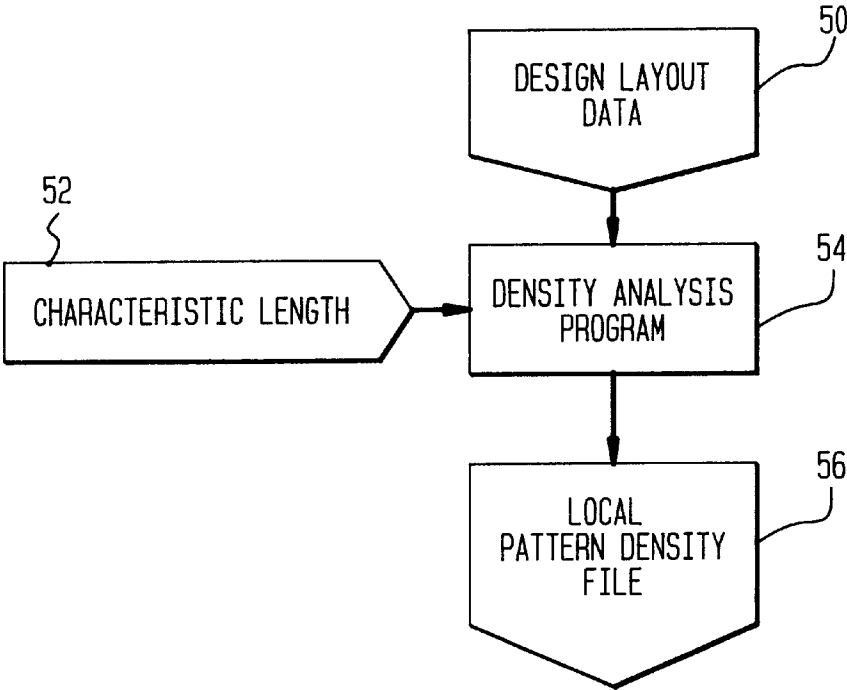 50
DESIGN LAYOUT
DATA
52
CHARACTERISTIC LENGTH
54
DENSITY ANALYSIS
PROGRAM
56
LOCAL
PATTERN DENSITY
FILE